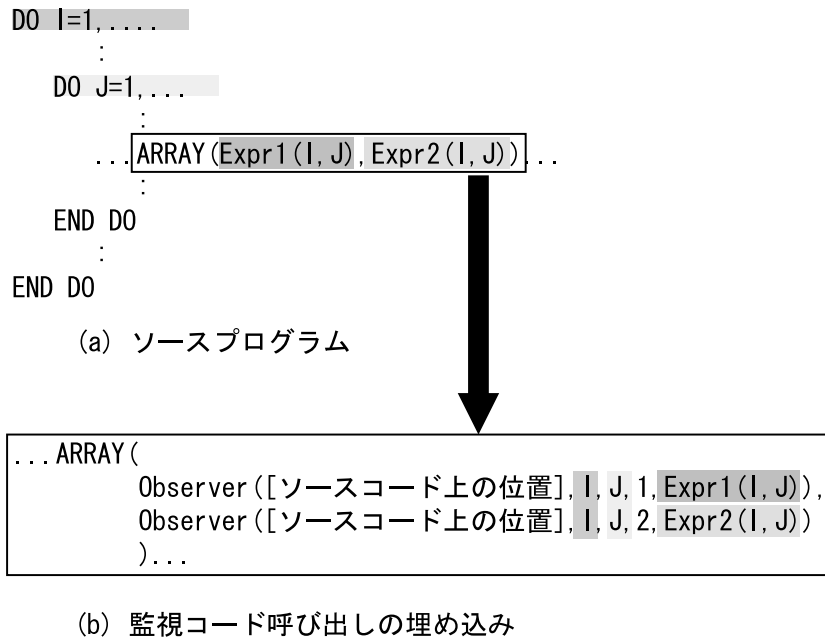 DO I=1,....
:
DO J=1,...
:
...ARRAY(Expr1(I,J),Expr2(I,J))...
:
END DO
:
END DO
(a) ソースプログラム
...ARRAY(
Observer([ソースコード上の位置],I,J,1,Expr1(I,J)),
Observer([ソースコード上の位置],I,J,2,Expr2(I,J))
)...
(b) 監視コード呼び出しの埋め込み